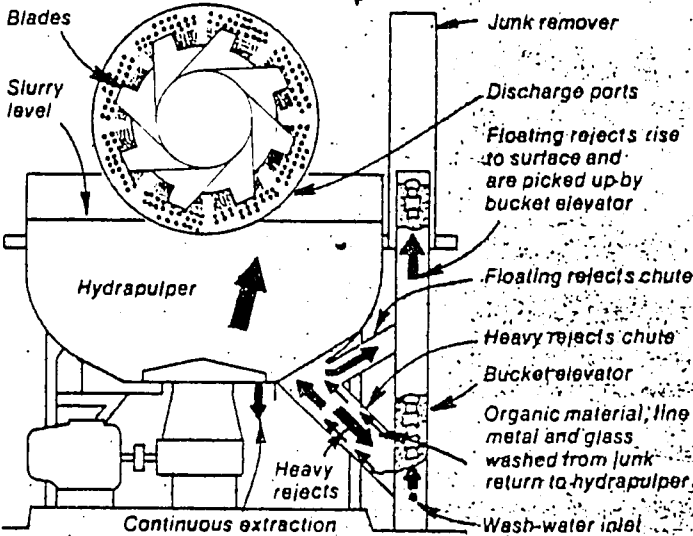 Blades
Slurry
level
Hydrapulper
Heavy
rejects
Continuous extraction
Junk remover
Discharge ports
Floating rejects rise
to surface and
are picked up by
bucket elevator
Floating rejects chute
Heavy rejects chute
Bucket elevator
Organic material, fine
metal and glass
washed from junk
return to hydrapulper
Wash-water inlet